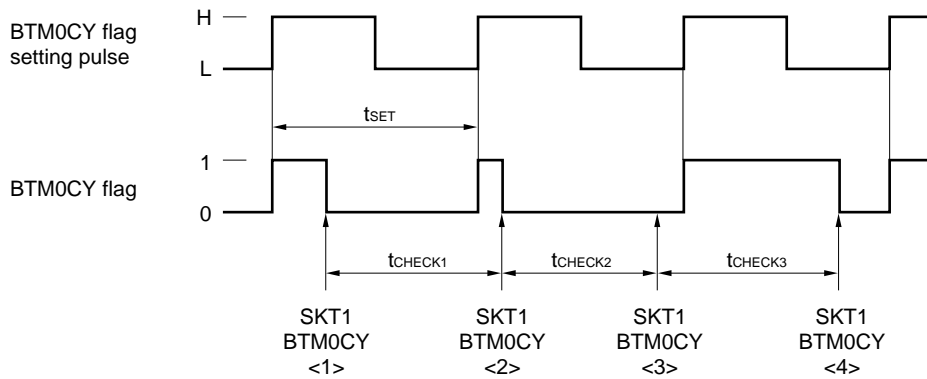 BTM0CY flag
setting pulse
H
L
tSET
BTM0CY flag
1
0
tCHECK1
tCHECK2
tCHECK3
SKT1
BTM0CY
<1>
SKT1
BTM0CY
<2>
SKT1
BTM0CY
<3>
SKT1
BTM0CY
<4>